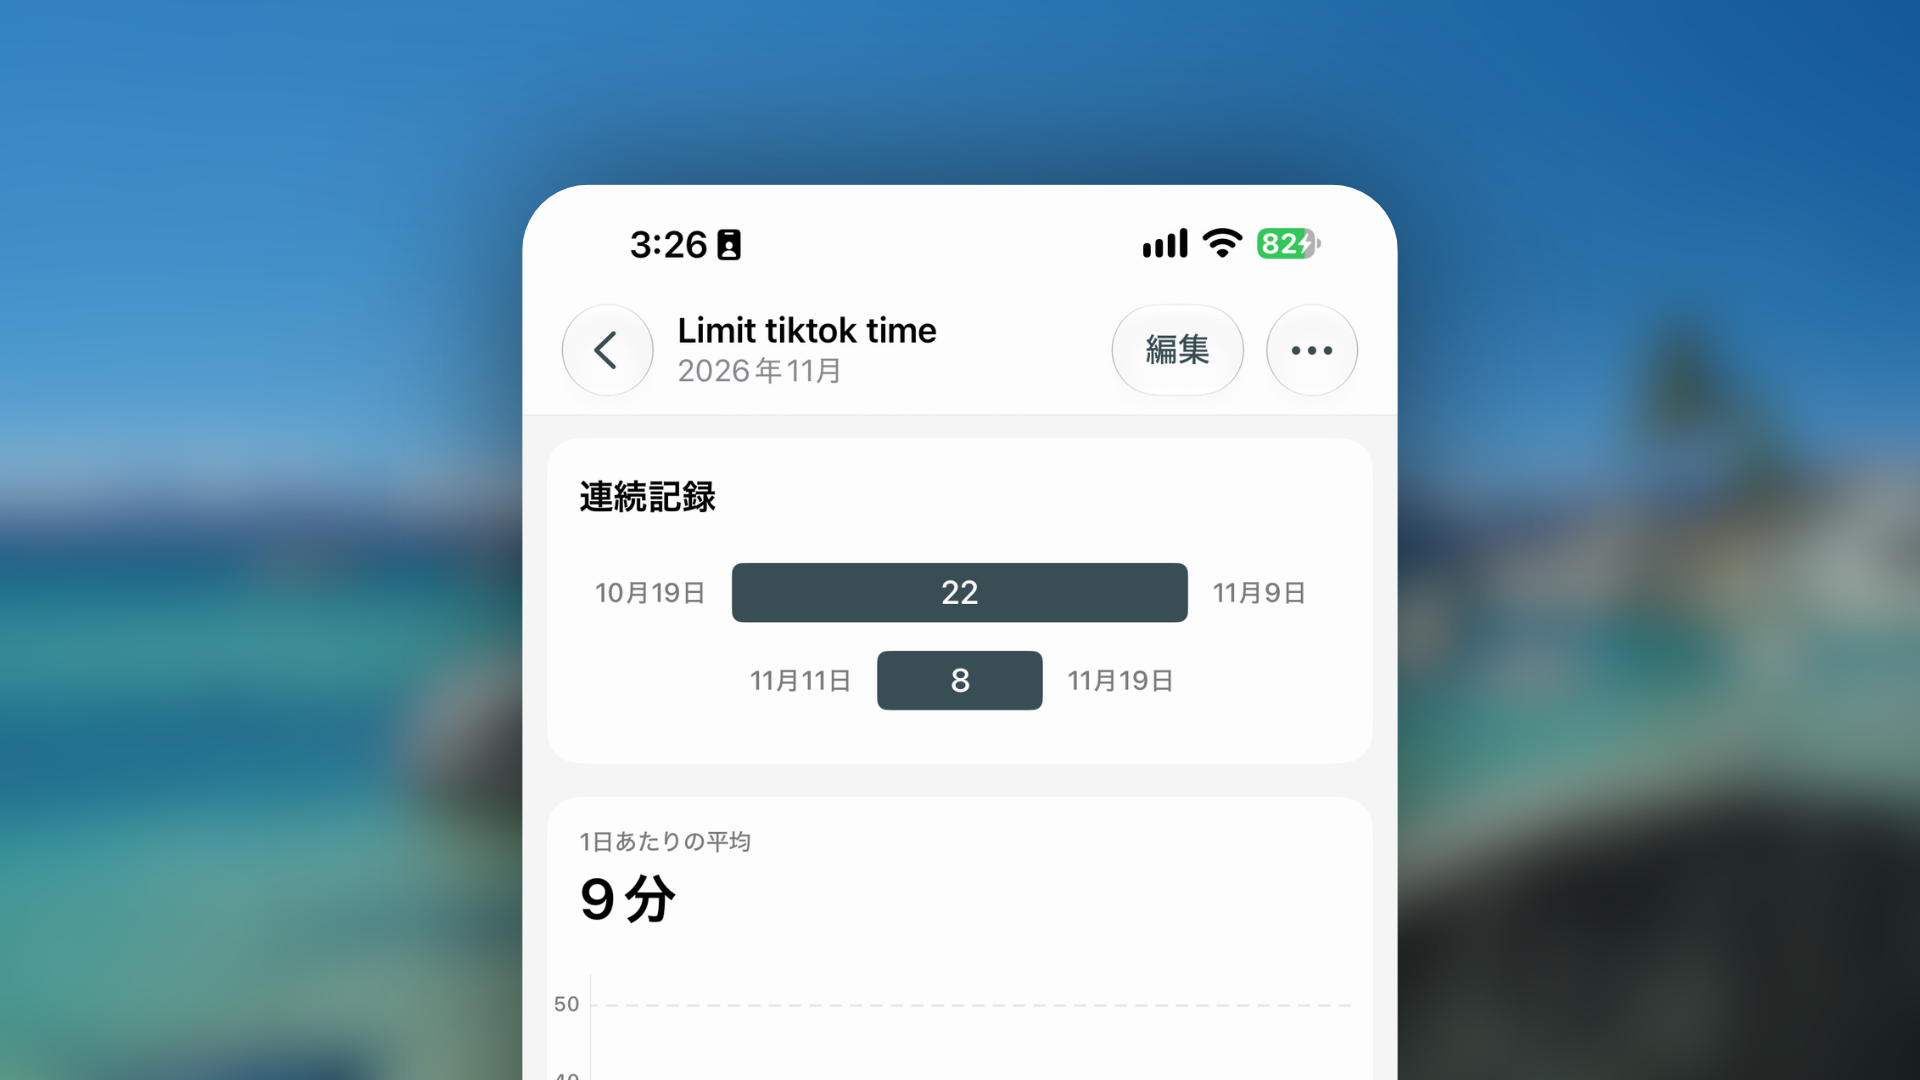 3:26
82
Limit tiktok time
2026年11月
編集
連続記録
10月19日 22 11月9日
11月11日 8 11月19日
1日あたりの平均
9分
50
40